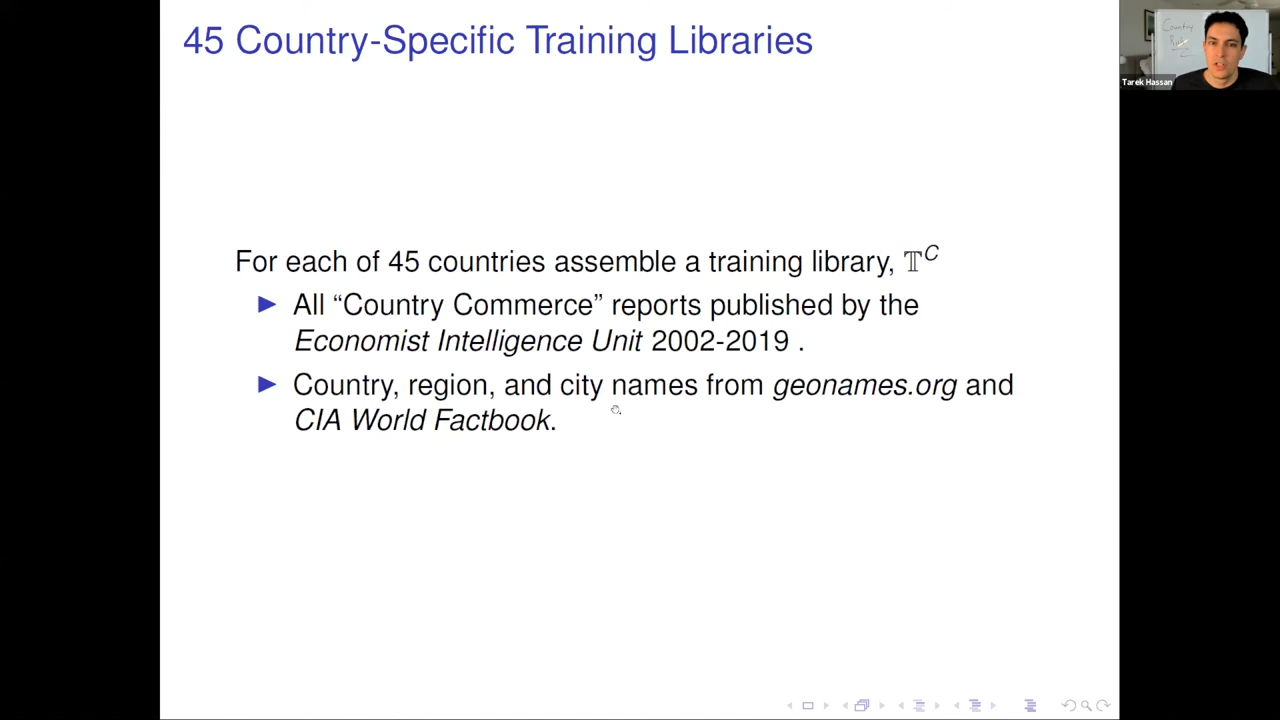 45 Country-Specific Training Libraries
Country
Risk
Tarek Hassan
For each of 45 countries assemble a training library, 𝕋^C
▶ All “Country Commerce” reports published by the
Economist Intelligence Unit 2002-2019 .
▶ Country, region, and city names from geonames.org and
CIA World Factbook.